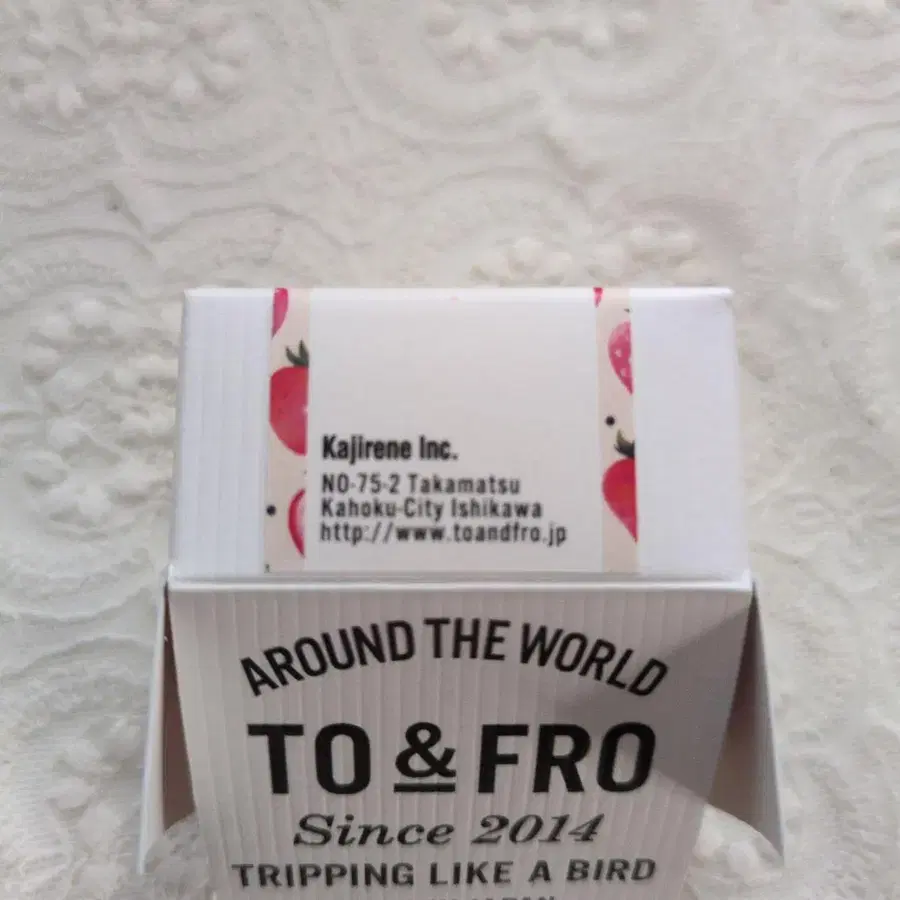 Kajirene Inc.
NO-75-2 Takamatsu
Kahoku-City Ishikawa
http://www.toandfro.jp
AROUND THE WORLD
TO & FRO
Since 2014
TRIPPING LIKE A BIRD